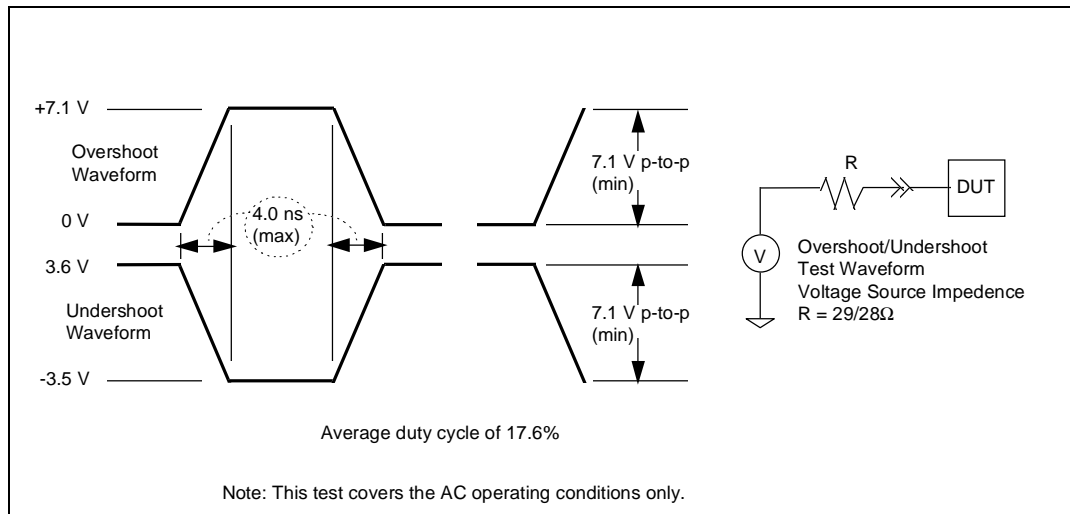 +7.1 V
Overshoot
Waveform
0 V
4.0 ns
(max)
7.1 V p-to-p
(min)
3.6 V
Undershoot
Waveform
-3.5 V
7.1 V p-to-p
(min)
R
DUT
V
Overshoot/Undershoot
Test Waveform
Voltage Source Impedence
R = 29/28Ω
Average duty cycle of 17.6%
Note: This test covers the AC operating conditions only.